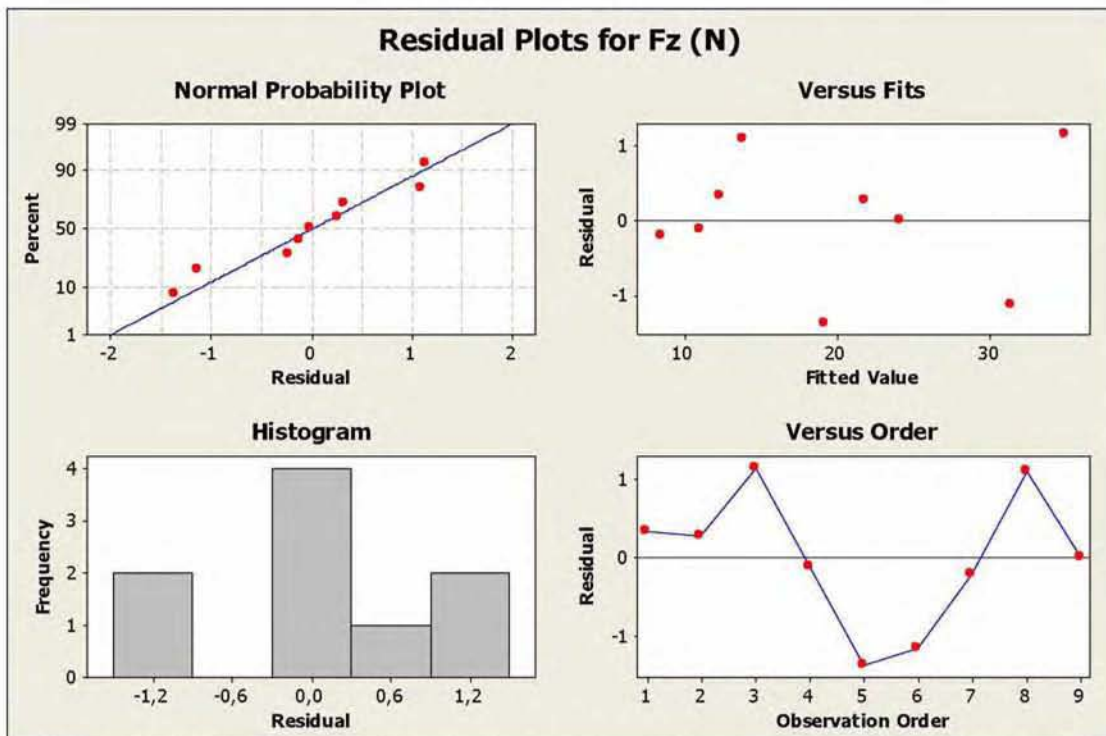 Residual Plots for Fz (N)
Normal Probability Plot
Percent
99
90
50
10
1
-2 -1 0 1 2
Residual
Versus Fits
Residual
1
0
-1
10 20 30
Fitted Value
Histogram
Frequency
4
3
2
1
0
-1,2 -0,6 0,0 0,6 1,2
Residual
Versus Order
Residual
1
0
-1
1 2 3 4 5 6 7 8 9
Observation Order